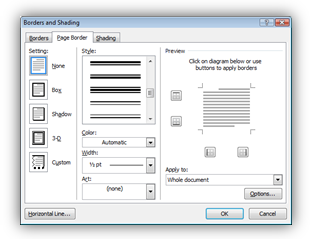 Borders and Shading
Borders
Page Border
Shading
Setting:
None
Box
Shadow
3-D
Custom
Style:
Color:
Automatic
Width:
½ pt
Art:
(none)
Preview
Click on diagram below or use
buttons to apply borders
Apply to:
Whole document
Options...
Horizontal Line...
OK
Cancel